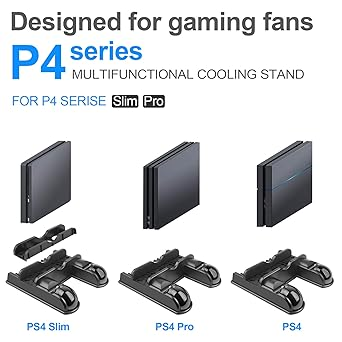 Designed for gaming fans
P4 series
MULTIFUNCTIONAL COOLING STAND
FOR P4 SERISE Slim Pro
PS4 Slim PS4 Pro PS4